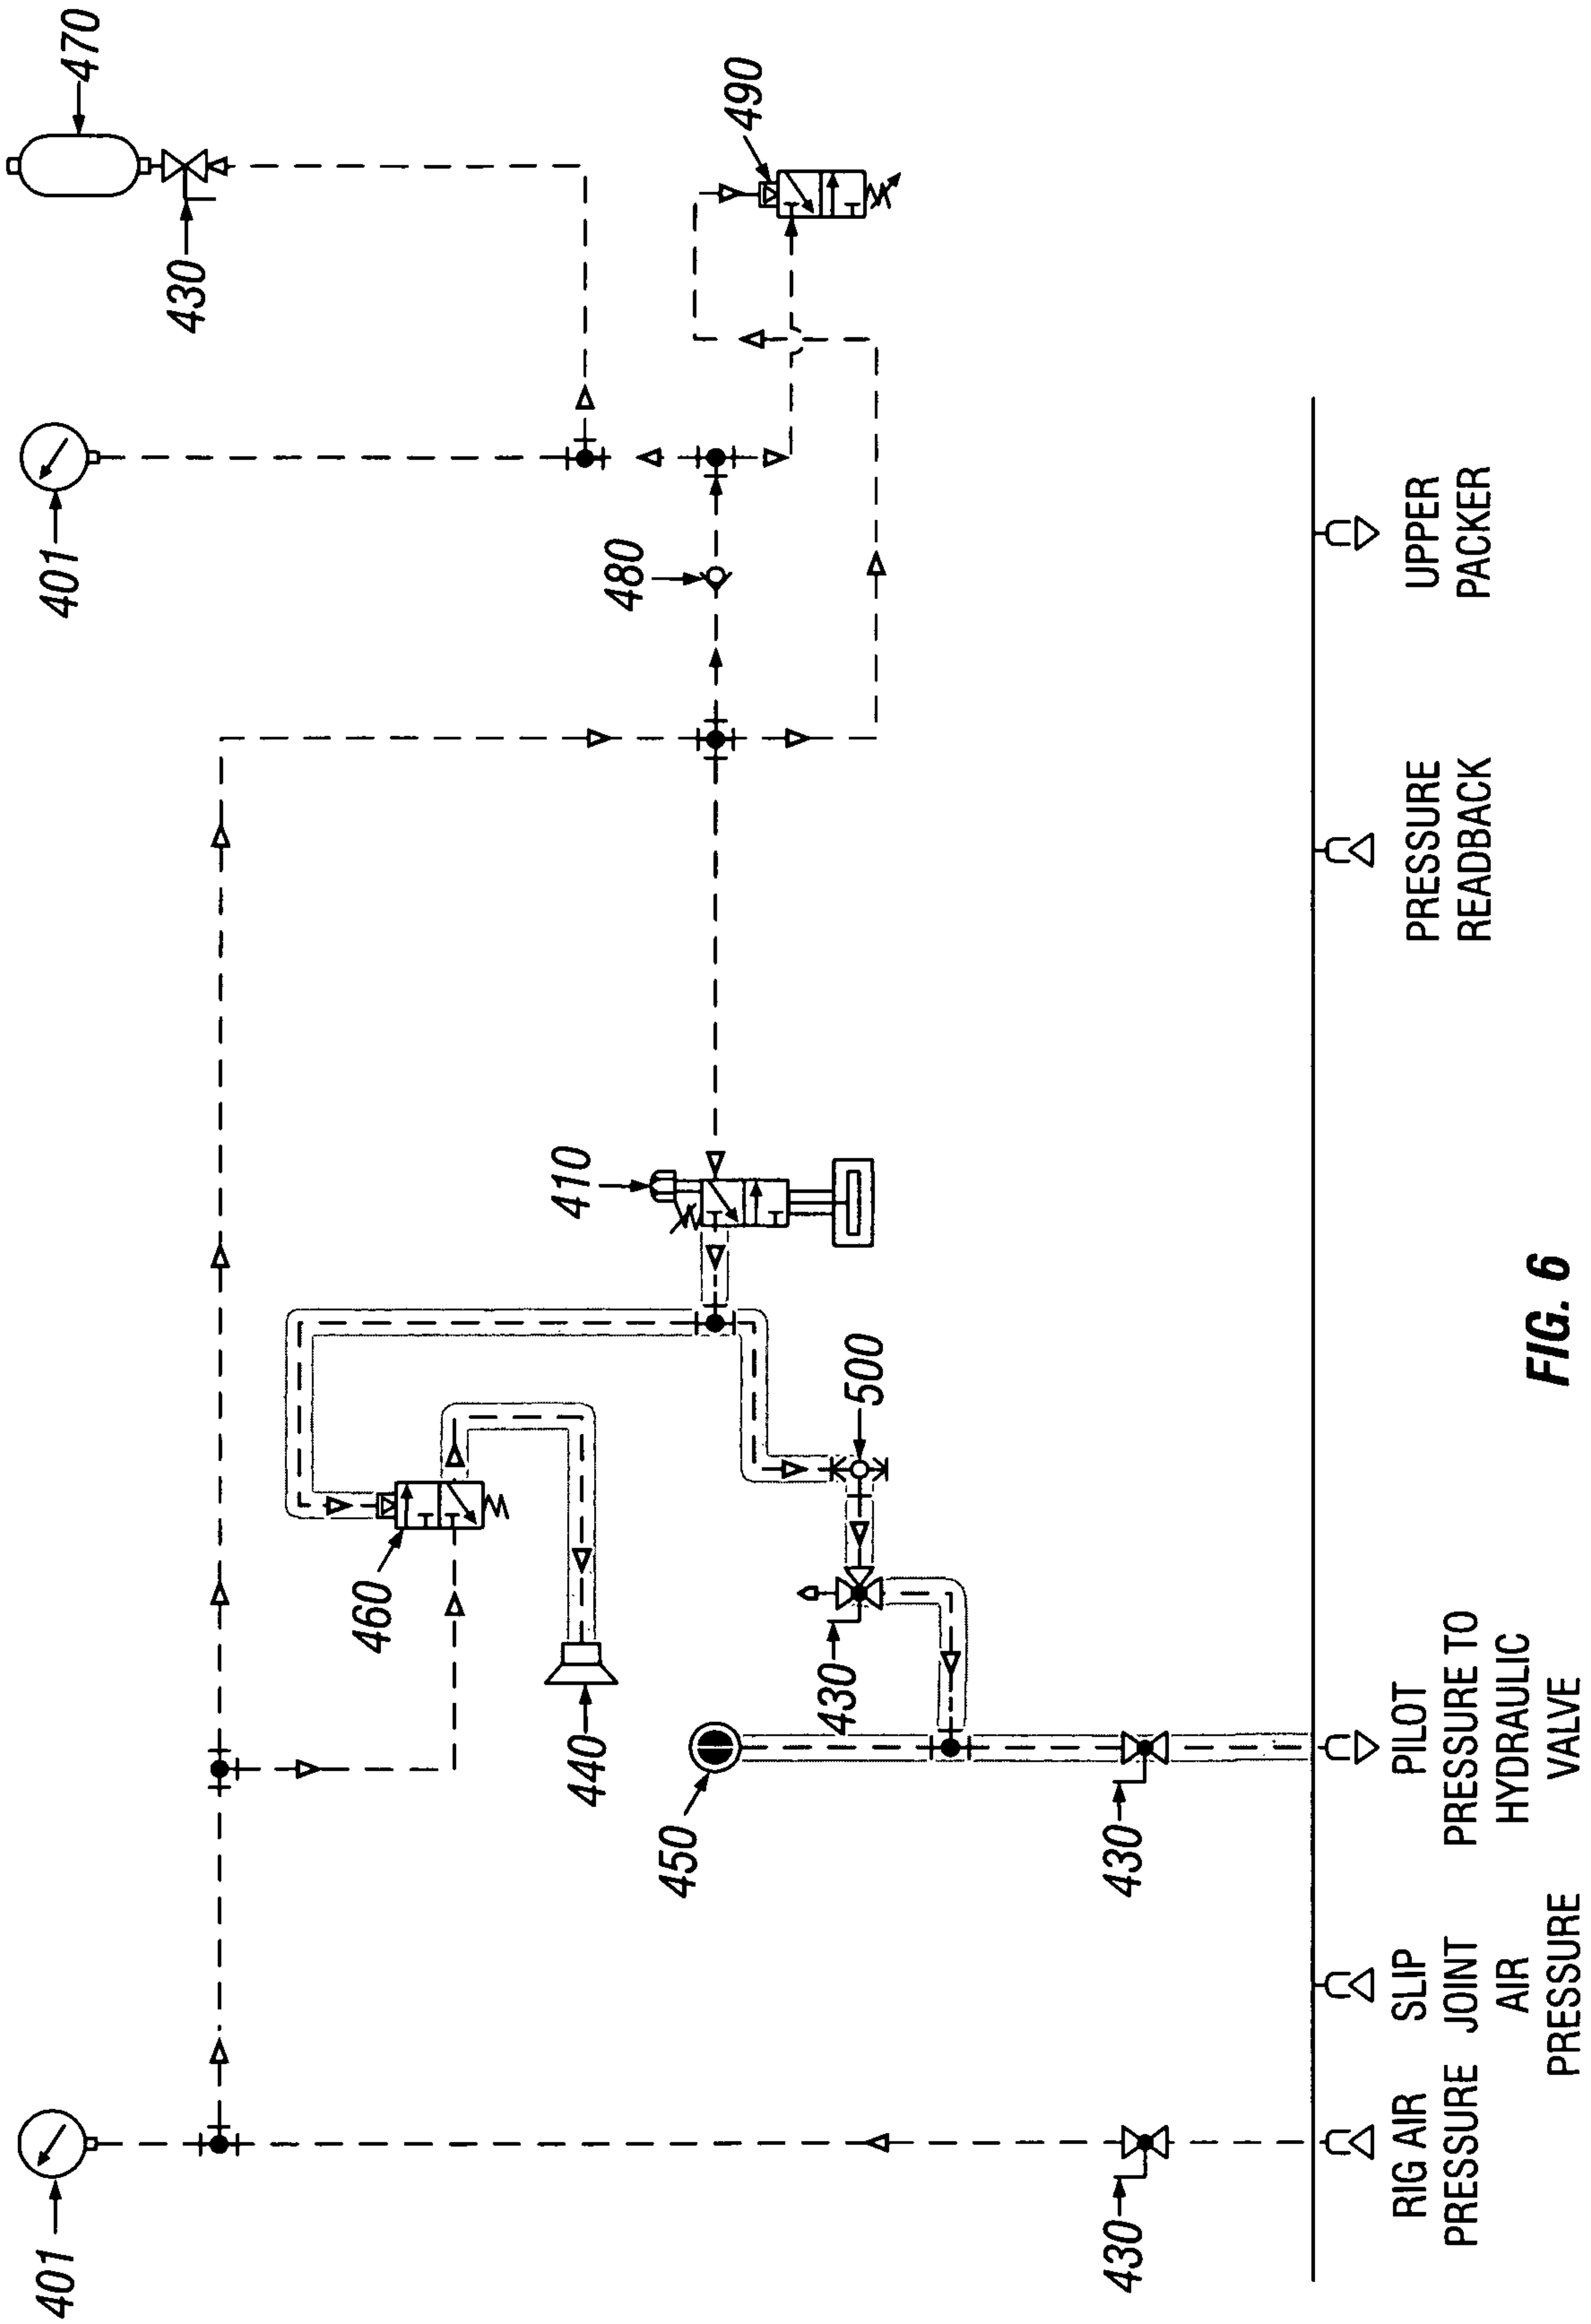 401
401
470
430
460
410
440
480
450
490
430
500
430
430
RIG AIR
PRESSURE
SLIP
JOINT
AIR
PRESSURE
PILOT
PRESSURE TO
HYDRAULIC
VALVE
PRESSURE
READBACK
UPPER
PACKER
FIG. 6